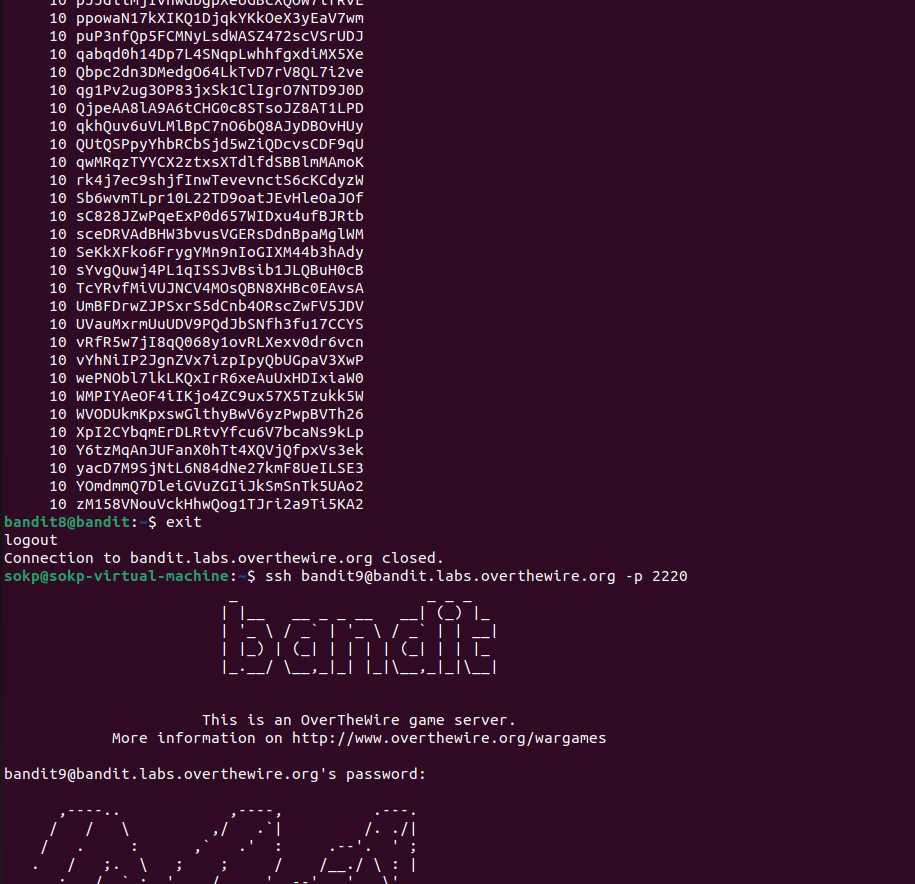 10 ppowaN17kXIKQ1DjqkYKkOeX3yEaV7wm
10 puP3nfQp5FCMNyLsdWASZ472scVSrUDJ
10 qabqd0h14Dp7L4SNqpLwhhfgxdiMX5Xe
10 Qbpc2dn3DMedgO64LkTvD7rV8QL7i2ve
10 qg1Pv2ug3OP83jxSk1ClIgrO7NTD9J0D
10 QjpeAA8lA9A6tCHG0c8STsoJZ8AT1LPD
10 qkhQuv6uVLMlBpC7nO6bQ8AJyDBOvHUy
10 QUtQSPpyYhbRCbSjd5wZiQDcvsCDF9qU
10 qwMRqzTYYCX2ztxsXTdlfdSBBlmMAmoK
10 rk4j7ec9shjfInwTevevnctS6cKCdyzW
10 Sb6wvmTLpr10L22TD9oatJEvHleOaJOf
10 sC828JZwPqeExP0d657WIDxu4ufBJRtb
10 sceDRVAdBHW3bvusVGERsDdnBpaMglWM
10 SeKkXFko6FrygYMn9nIoGIXM44b3hAdy
10 sYvgQuwj4PL1qISSJvBsib1JLQBuH0cB
10 TcYRvfMiVUJNCV4MOsQBN8XHBc0EAvsA
10 UmBFDrwZJPSxrS5dCnb4ORscZwFV5JDV
10 UVauMxrmUuUDV9PQdJbSNfh3fu17CCYS
10 vRfR5w7jI8qQ068y1ovRLXexv0dr6vcn
10 vYhNiIP2JgnZVx7izpIpyQbUGpaV3XwP
10 wePNObl7lkLKQxIrR6xeAuUxHDIxiaW0
10 WMPIYAeOF4iIKjo4ZC9ux57X5Tzukk5W
10 WVODUkmKpxswGlthyBwV6yzPwpBVTh26
10 XpI2CYbqmErDLRtvYfcu6V7bcaNs9kLp
10 Y6tzMqAnJUFanX0hTt4XQVjQfpxVs3ek
10 yacD7M9SjNtL6N84dNe27kmF8UeILSE3
10 YOmdmmQ7DleiGVuZGIiJkSmSnTk5UAo2
10 zM158VNouVckHhwQog1TJri2a9Ti5KA2
bandit8@bandit:~$ exit
logout
Connection to bandit.labs.overthewire.org closed.
sokp@sokp-virtual-machine:~$ ssh bandit9@bandit.labs.overthewire.org -p 2220
bandit
This is an OverTheWire game server.
More information on http://www.overthewire.org/wargames
bandit9@bandit.labs.overthewire.org's password: